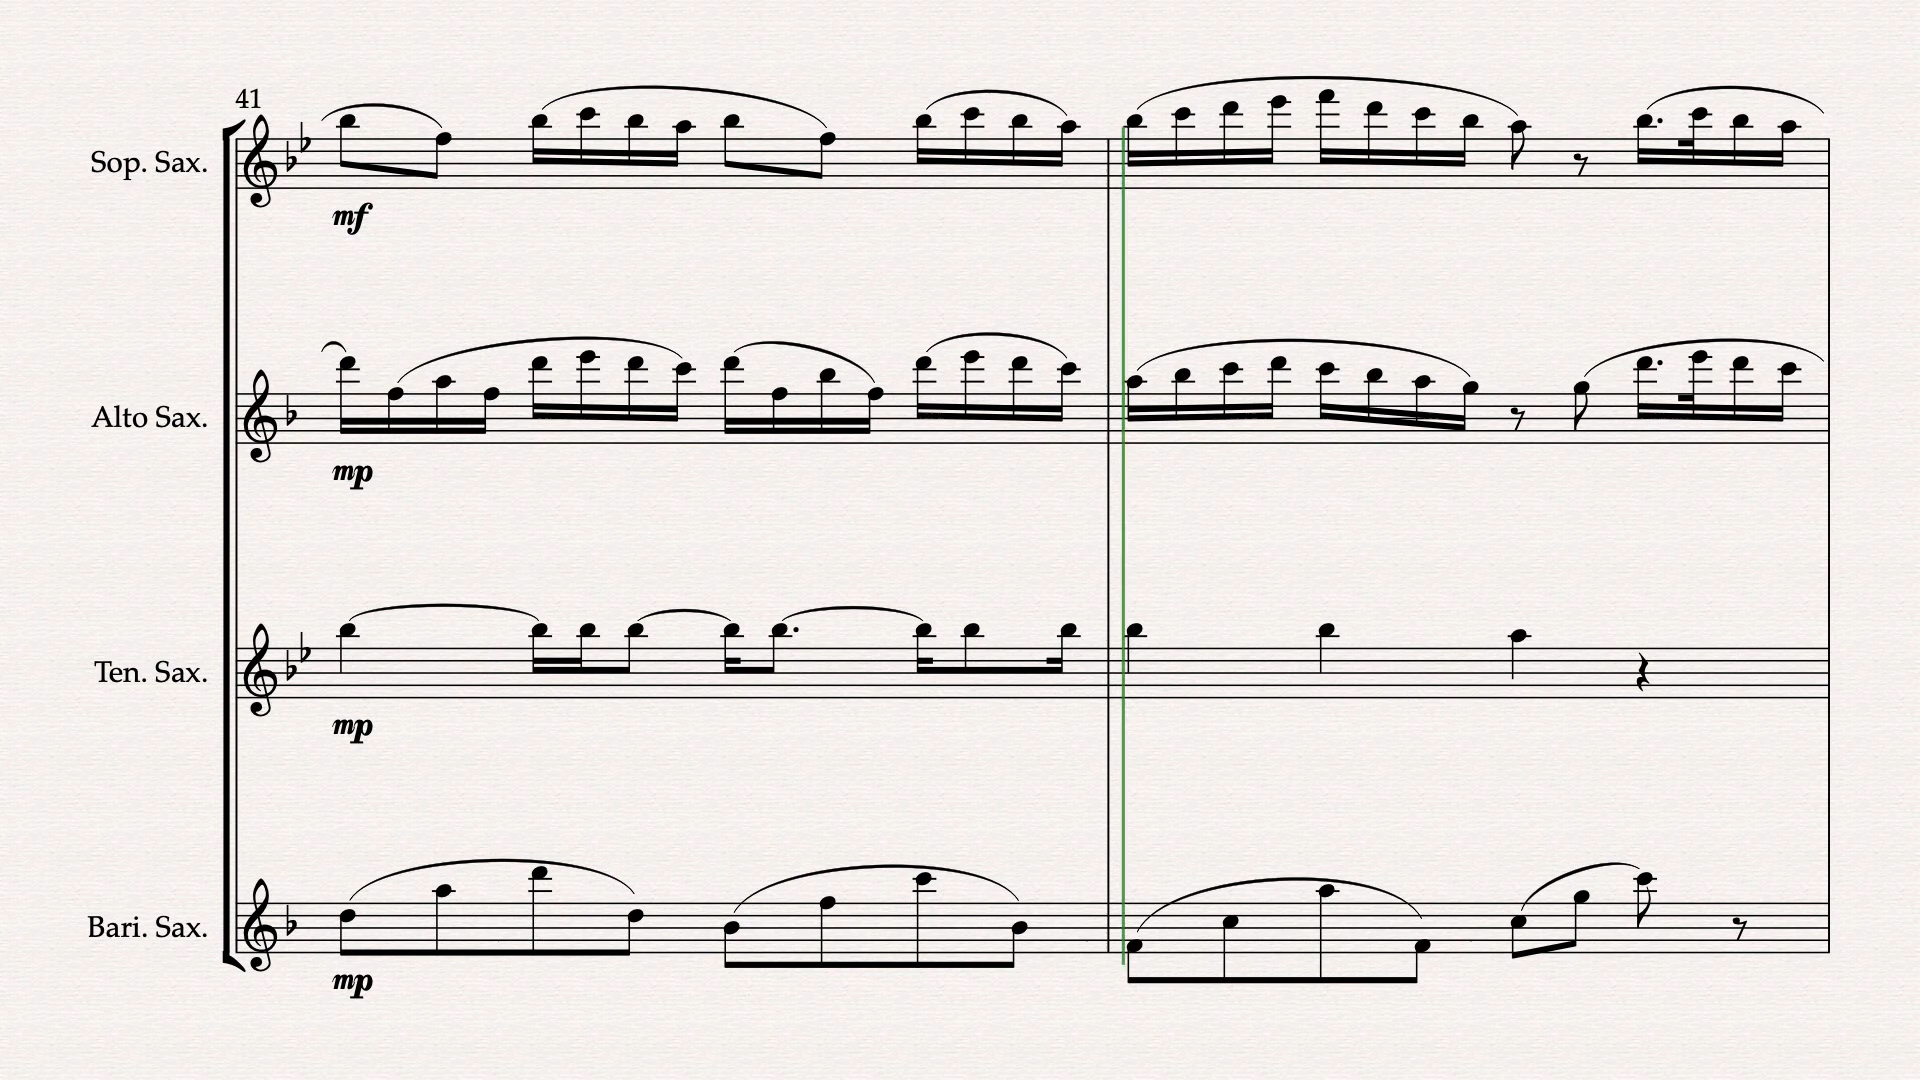 41
Sop. Sax.
mf
Alto Sax.
mp
Ten. Sax.
mp
Bari. Sax.
mp